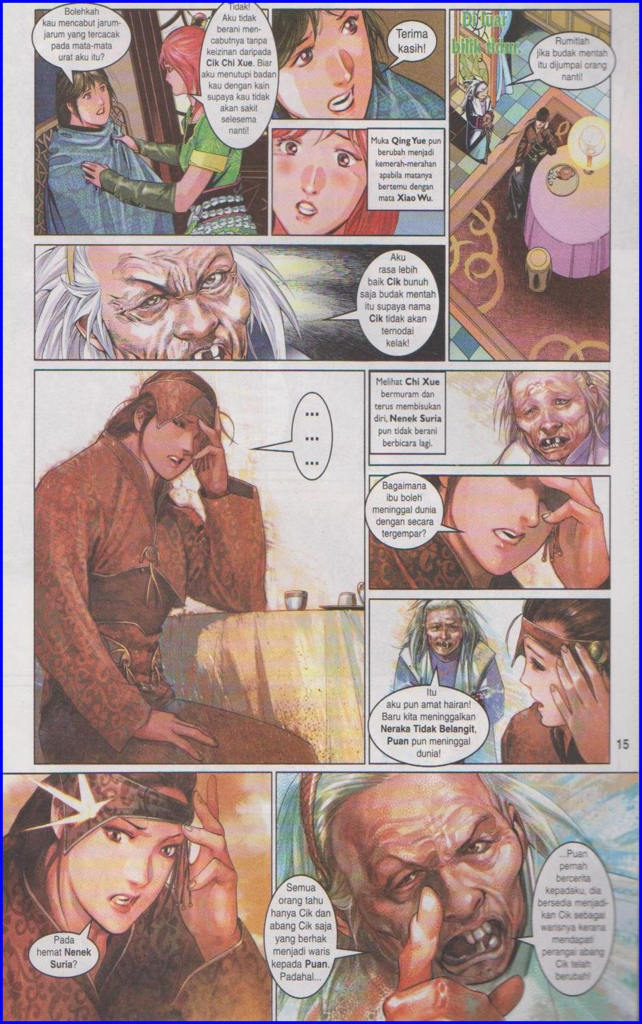 Bolehkah
kau mencabut jarum-
jarum yang tercacak
pada mata-mata
urat aku itu?
Tidak!
Aku tidak
berani men-
cabutnya tanpa
keizinan daripada
Cik Chi Xue. Biar
aku menutupi badan
kau dengan kain
supaya kau tidak
akan sakit
selesema
nanti!
Terima
kasih!
Muka Qing Yue pun
berubah menjadi
kemerah-merahan
apabila matanya
bertemu dengan
mata Xiao Wu.
Di luar
bilik
Rumitlah
jika budak mentah
itu dijumpai orang
nanti!
Aku
rasa lebih
baik Cik bunuh
saja budak mentah
itu supaya nama
Cik tidak akan
ternodai
kelak!
...
...
...
Melihat Chi Xue
bermuram dan
terus membisukan
diri, Nenek Suria
pun tidak berani
berbicara lagi.
Bagaimana
ibu boleh
meninggal dunia
dengan secara
tergempar?
Itu
aku pun amat hairan!
Baru kita meninggalkan
Neraka Tidak Belangit,
Puan pun meninggal
dunia!
15
Pada
hemat Nenek
Suria?
Semua
orang tahu
hanya Cik dan
abang Cik saja
yang berhak
menjadi waris
kepada Puan.
Padahal...
...Puan
pernah
bercerita
kepadaku, dia
bersedia menjadi-
kan Cik sebagai
warisnya kerana
mendapati
perangai abang
Cik telah
berubah!